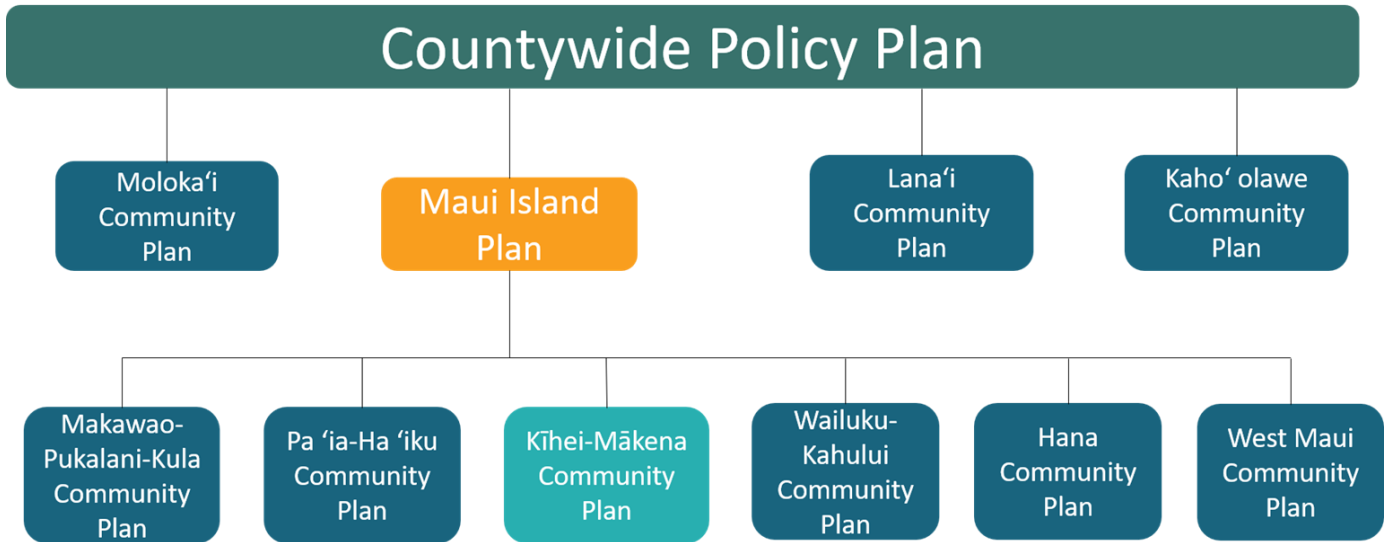 Countywide Policy Plan
Molokaʻi
Community
Plan
Maui Island
Plan
Lanaʻi
Community
Plan
Kahoʻ olawe
Community
Plan
Makawao-
Pukalani-Kula
Community
Plan
Pa ʻia-Ha ʻiku
Community
Plan
Kīhei-Mākena
Community
Plan
Wailuku-
Kahului
Community
Plan
Hana
Community
Plan
West Maui
Community
Plan